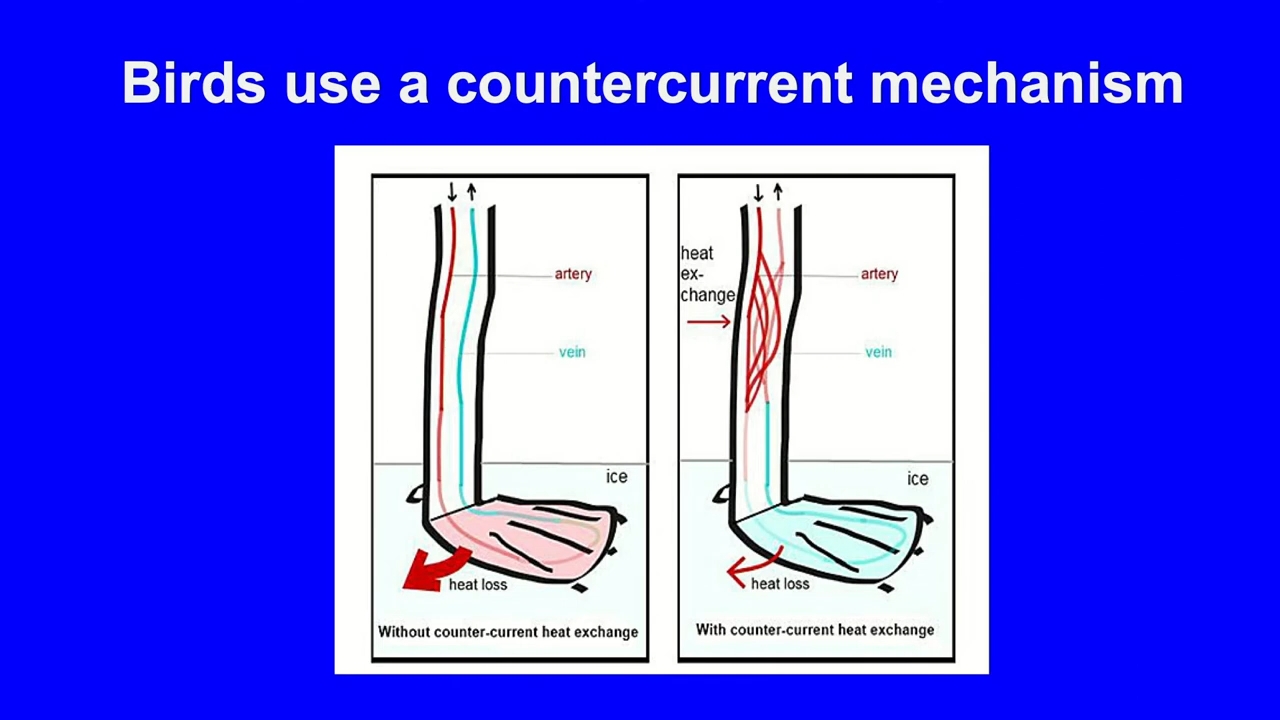 Birds use a countercurrent mechanism
artery
vein
ice
heat loss
Without counter-current heat exchange
heat
ex-
change
artery
vein
ice
heat loss
With counter-current heat exchange